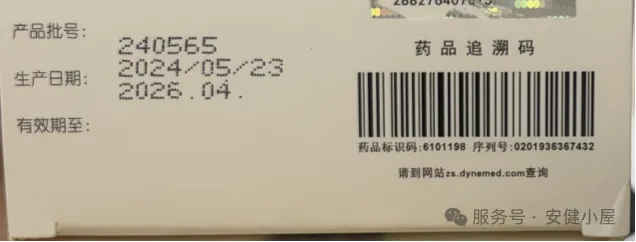 产品批号:
240565
生产日期:
2024/05/23
2026.04.
有效期至:
药品追溯码
药品标识码:6101198 序列号:0201936367432
请到网站zs.dynemed.com查询
服务号·安健小屋